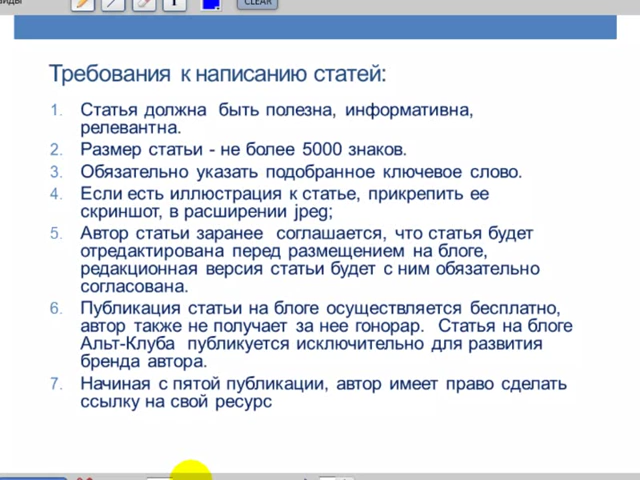 CLEAR
Требования к написанию статей:
1. Статья должна быть полезна, информативна,
релевантна.
2. Размер статьи - не более 5000 знаков.
3. Обязательно указать подобранное ключевое слово.
4. Если есть иллюстрация к статье, прикрепить ее
скриншот, в расширении jpeg;
5. Автор статьи заранее соглашается, что статья будет
отредактирована перед размещением на блоге,
редакционная версия статьи будет с ним обязательно
согласована.
6. Публикация статьи на блоге осуществляется бесплатно,
автор также не получает за нее гонорар. Статья на блоге
Альт-Клуба публикуется исключительно для развития
бренда автора.
7. Начиная с пятой публикации, автор имеет право сделать
ссылку на свой ресурс